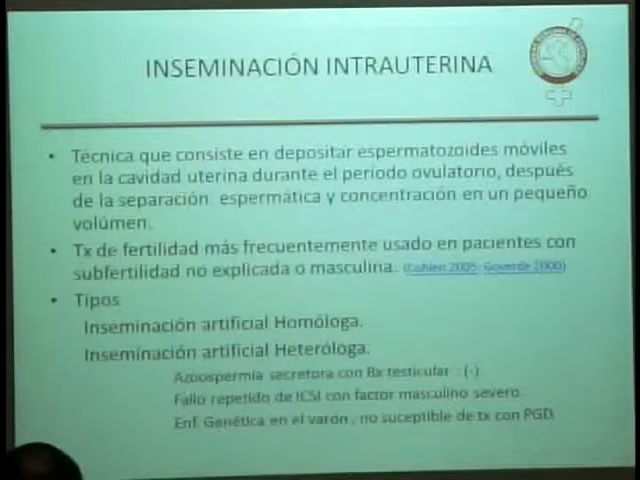 INSEMINACIÓN INTRAUTERINA
• Técnica que consiste en depositar espermatozoides móviles
en la cavidad uterina durante el período ovulatorio, después
de la separación espermática y concentración en un pequeño
volúmen.
• Tx de fertilidad más frecuentemente usado en pacientes con
subfertilidad no explicada o masculina. (Cohlen 2005; Goverde 2000)
• Tipos
Inseminación artificial Homóloga.
Inseminación artificial Heteróloga.
Azoospermia secretora con Bx testicular : (-)
Fallo repetido de ICSI con factor masculino severo.
Enf. Genética en el varón , no suceptible de tx con PGD.